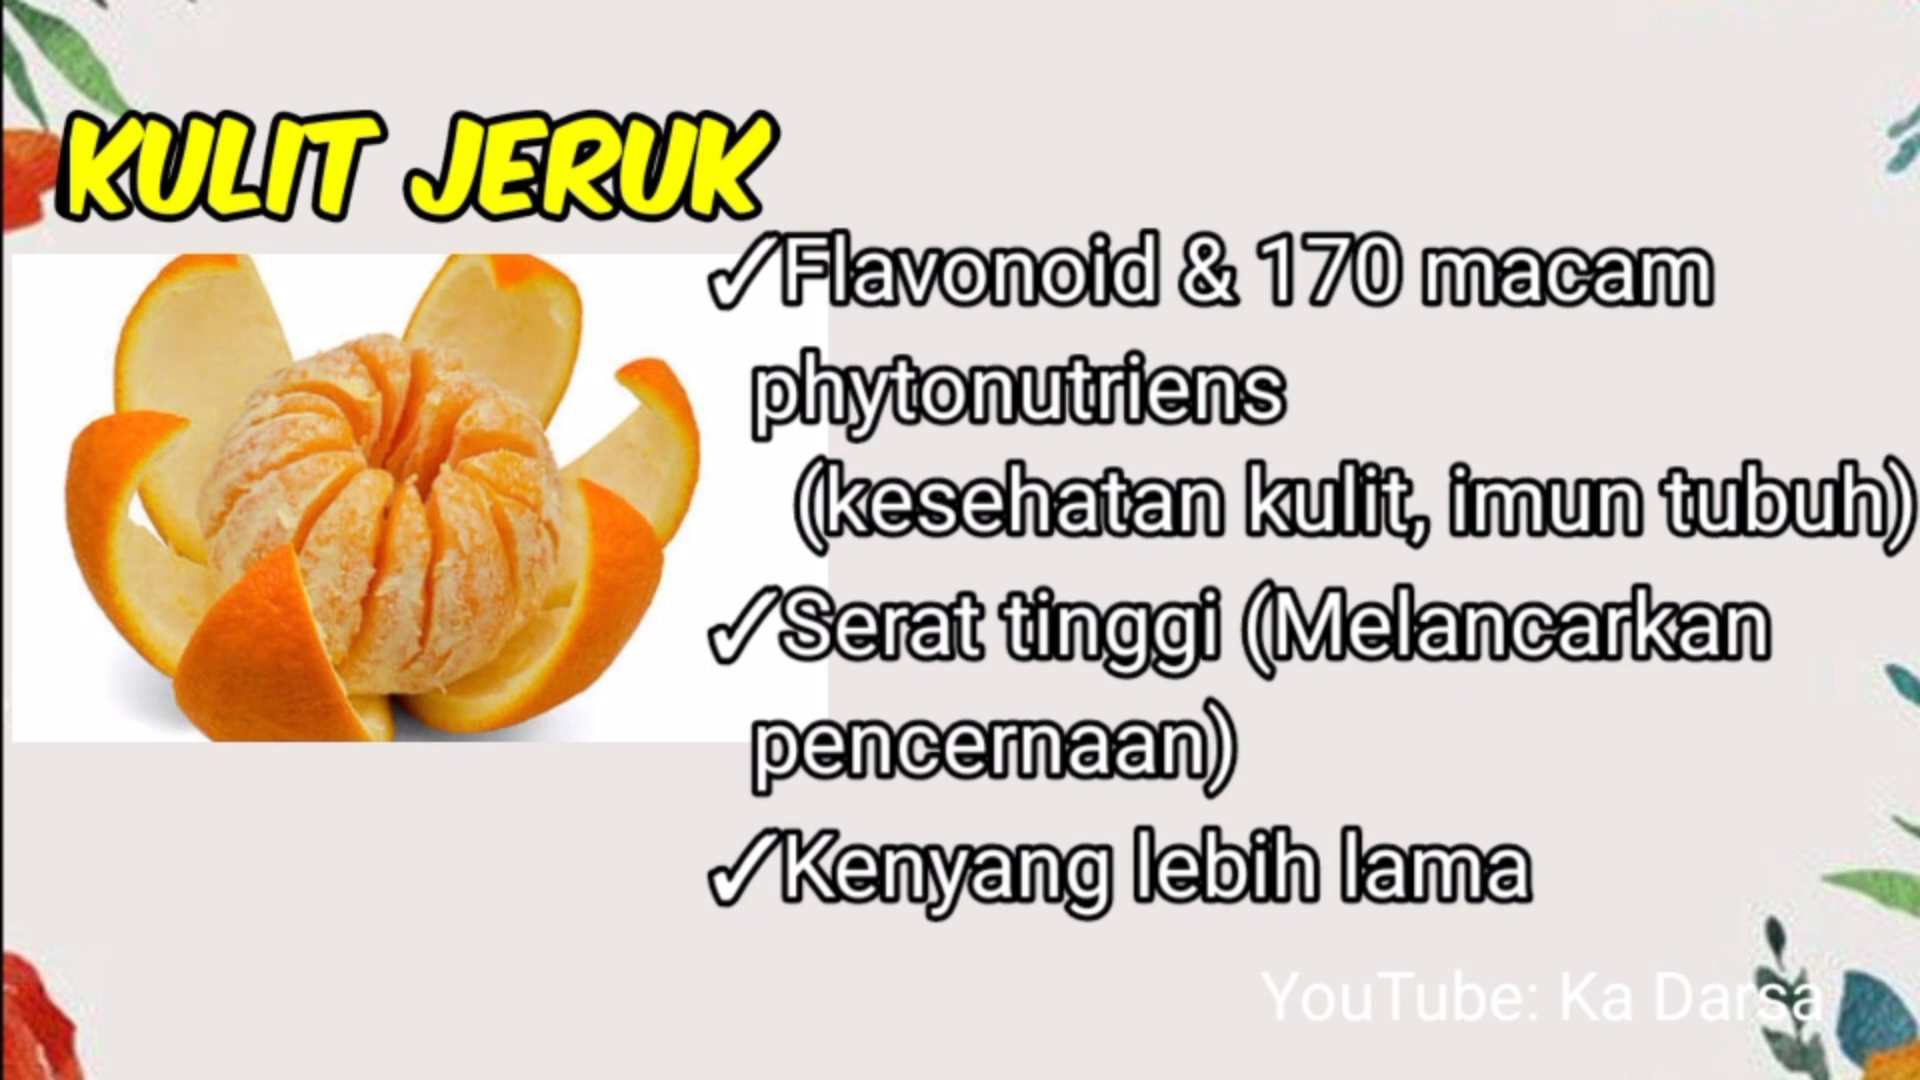 KULIT JERUK
✓Flavonoid & 170 macam
phytonutriens
(kesehatan kulit, imun tubuh)
✓Serat tinggi (Melancarkan
pencernaan)
✓Kenyang lebih lama
YouTube: Ka Darsa